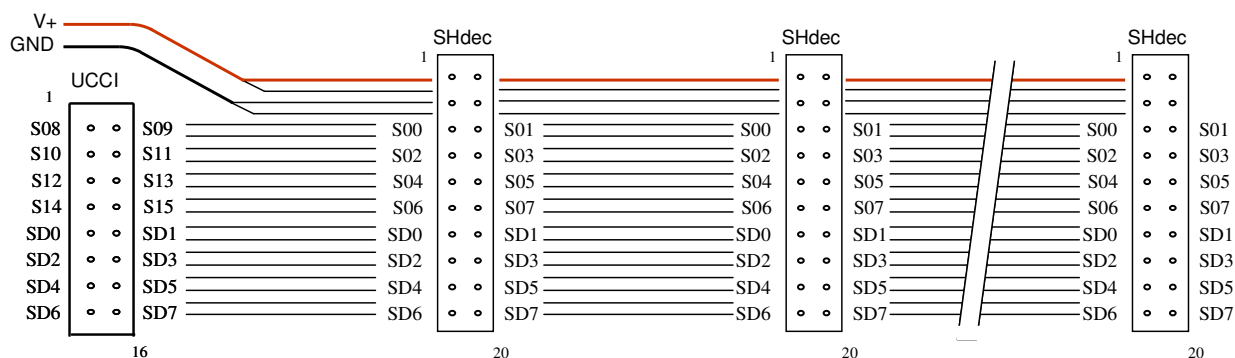 V+
GND
UCCI
SHdec SHdec SHdec
1 1 1 1
S08 S09 S00 S01 S00 S01 S00 S01
S10 S11 S02 S03 S02 S03 S02 S03
S12 S13 S04 S05 S04 S05 S04 S05
S14 S15 S06 S07 S06 S07 S06 S07
SD0 SD1 SD0 SD1 SD0 SD1 SD0 SD1
SD2 SD3 SD2 SD3 SD2 SD3 SD2 SD3
SD4 SD5 SD4 SD5 SD4 SD5 SD4 SD5
SD6 SD7 SD6 SD7 SD6 SD7 SD6 SD7
16 20 20 20